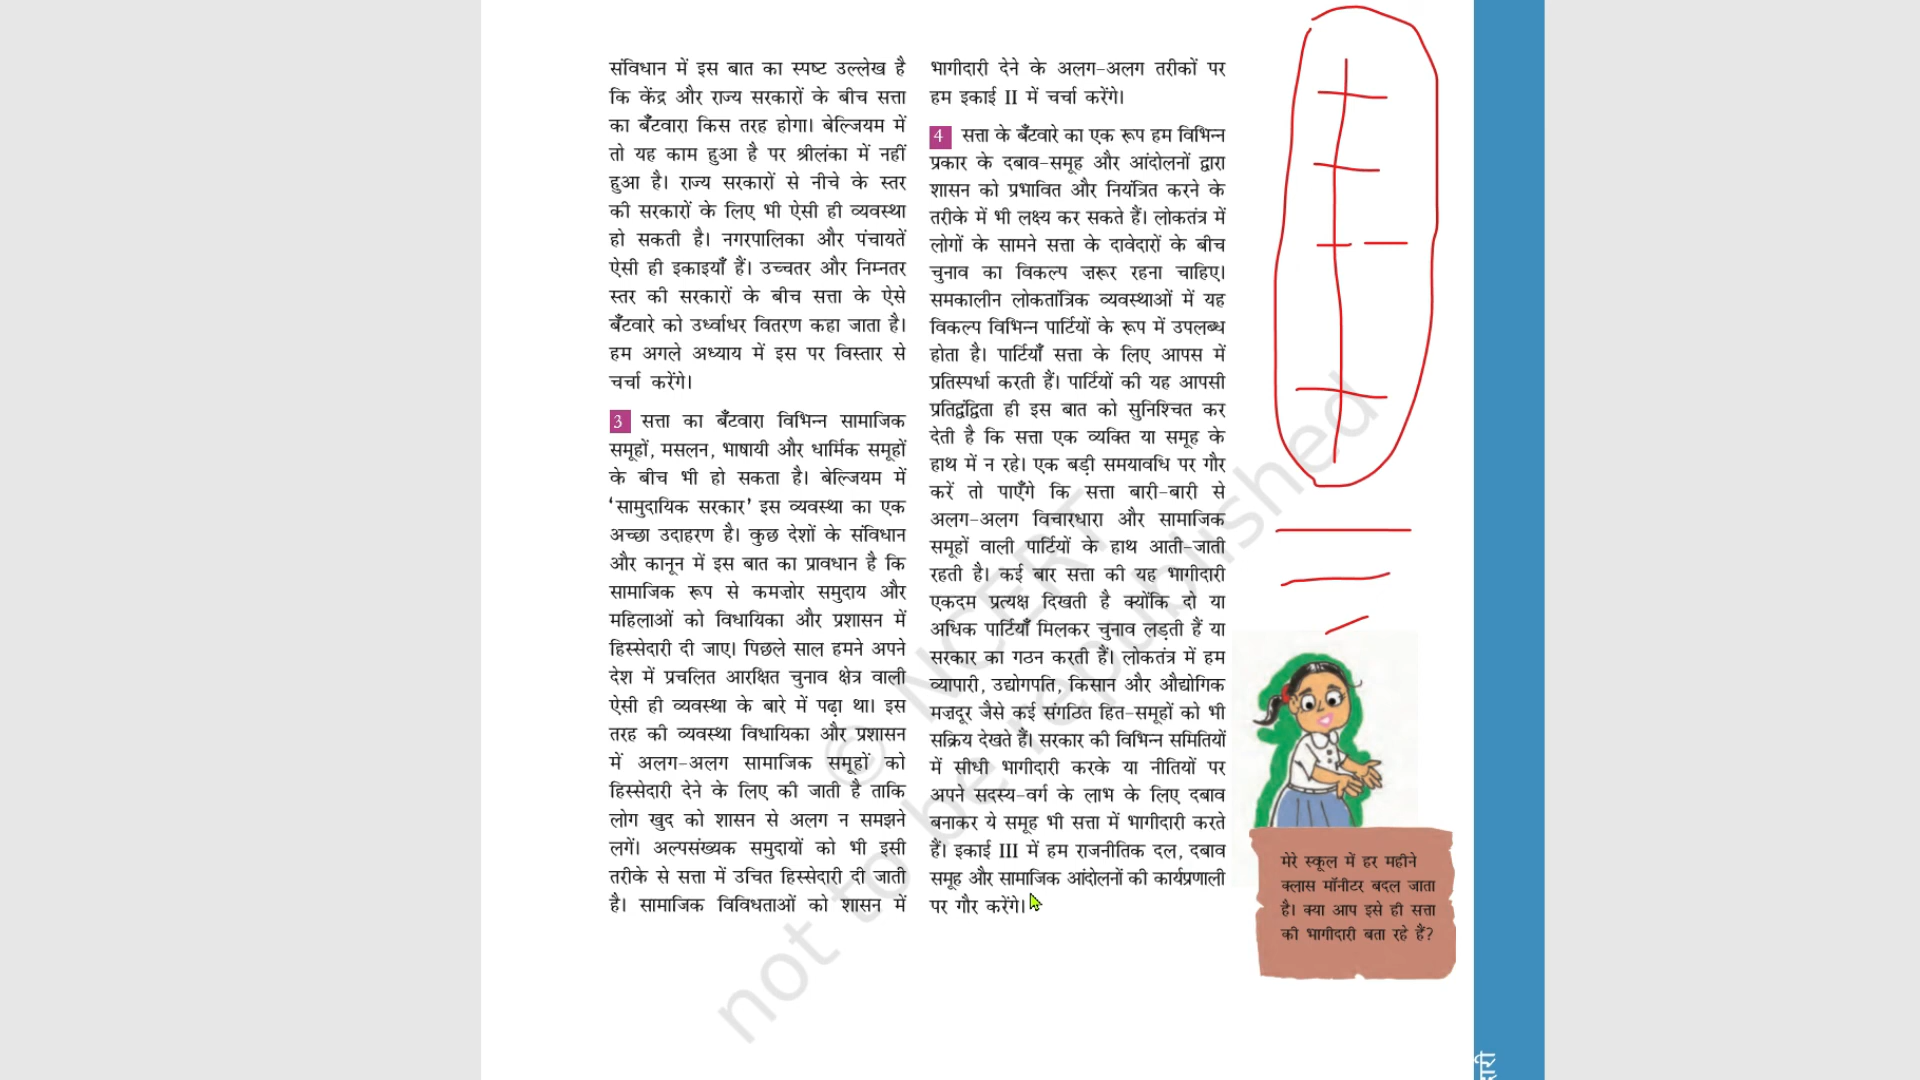 संविधान में इस बात का स्पष्ट उल्लेख है
कि केंद्र और राज्य सरकारों के बीच सत्ता
का बँटवारा किस तरह होगा। बेल्जियम में
तो यह काम हुआ है पर श्रीलंका में नहीं
हुआ है। राज्य सरकारों से नीचे के स्तर
की सरकारों के लिए भी ऐसी ही व्यवस्था
हो सकती है। नगरपालिका और पंचायतें
ऐसी ही इकाइयाँ हैं। उच्चतर और निम्नतर
स्तर की सरकारों के बीच सत्ता के ऐसे
बँटवारे को उर्ध्वाधर वितरण कहा जाता है।
हम अगले अध्याय में इस पर विस्तार से
चर्चा करेंगे।
3 सत्ता का बँटवारा विभिन्न सामाजिक
समूहों, मसलन, भाषायी और धार्मिक समूहों
के बीच भी हो सकता है। बेल्जियम में
‘सामुदायिक सरकार’ इस व्यवस्था का एक
अच्छा उदाहरण है। कुछ देशों के संविधान
और कानून में इस बात का प्रावधान है कि
सामाजिक रूप से कमज़ोर समुदाय और
महिलाओं को विधायिका और प्रशासन में
हिस्सेदारी दी जाए। पिछले साल हमने अपने
देश में प्रचलित आरक्षित चुनाव क्षेत्र वाली
ऐसी ही व्यवस्था के बारे में पढ़ा था। इस
तरह की व्यवस्था विधायिका और प्रशासन
में अलग-अलग सामाजिक समूहों को
हिस्सेदारी देने के लिए की जाती है ताकि
लोग खुद को शासन से अलग न समझने
लगें। अल्पसंख्यक समुदायों को भी इसी
तरीके से सत्ता में उचित हिस्सेदारी दी जाती
है। सामाजिक विविधताओं को शासन में
भागीदारी देने के अलग-अलग तरीकों पर
हम इकाई II में चर्चा करेंगे।
4 सत्ता के बँटवारे का एक रूप हम विभिन्न
प्रकार के दबाव-समूह और आंदोलनों द्वारा
शासन को प्रभावित और नियंत्रित करने के
तरीके में भी लक्ष्य कर सकते हैं। लोकतंत्र में
लोगों के सामने सत्ता के दावेदारों के बीच
चुनाव का विकल्प ज़रूर रहना चाहिए।
समकालीन लोकतांत्रिक व्यवस्थाओं में यह
विकल्प विभिन्न पार्टियों के रूप में उपलब्ध
होता है। पार्टियाँ सत्ता के लिए आपस में
प्रतिस्पर्धा करती हैं। पार्टियों की यह आपसी
प्रतिद्वंद्विता ही इस बात को सुनिश्चित कर
देती है कि सत्ता एक व्यक्ति या समूह के
हाथ में न रहे। एक बड़ी समयावधि पर गौर
करें तो पाएँगे कि सत्ता बारी-बारी से
अलग-अलग विचारधारा और सामाजिक
समूहों वाली पार्टियों के हाथ आती-जाती
रहती है। कई बार सत्ता की यह भागीदारी
एकदम प्रत्यक्ष दिखती है क्योंकि दो या
अधिक पार्टियाँ मिलकर चुनाव लड़ती हैं या
सरकार का गठन करती हैं। लोकतंत्र में हम
व्यापारी, उद्योगपति, किसान और औद्योगिक
मज़दूर जैसे कई संगठित हित-समूहों को भी
सक्रिय देखते हैं। सरकार की विभिन्न समितियों
में सीधी भागीदारी करके या नीतियों पर
अपने सदस्य-वर्ग के लाभ के लिए दबाव
बनाकर ये समूह भी सत्ता में भागीदारी करते
हैं। इकाई III में हम राजनीतिक दल, दबाव
समूह और सामाजिक आंदोलनों की कार्यप्रणाली
पर गौर करेंगे।
मेरे स्कूल में हर महीने
क्लास मॉनीटर बदल जाता
है। क्या आप इसे ही सत्ता
की भागीदारी बता रहे हैं?
© NCERT
not to be republished